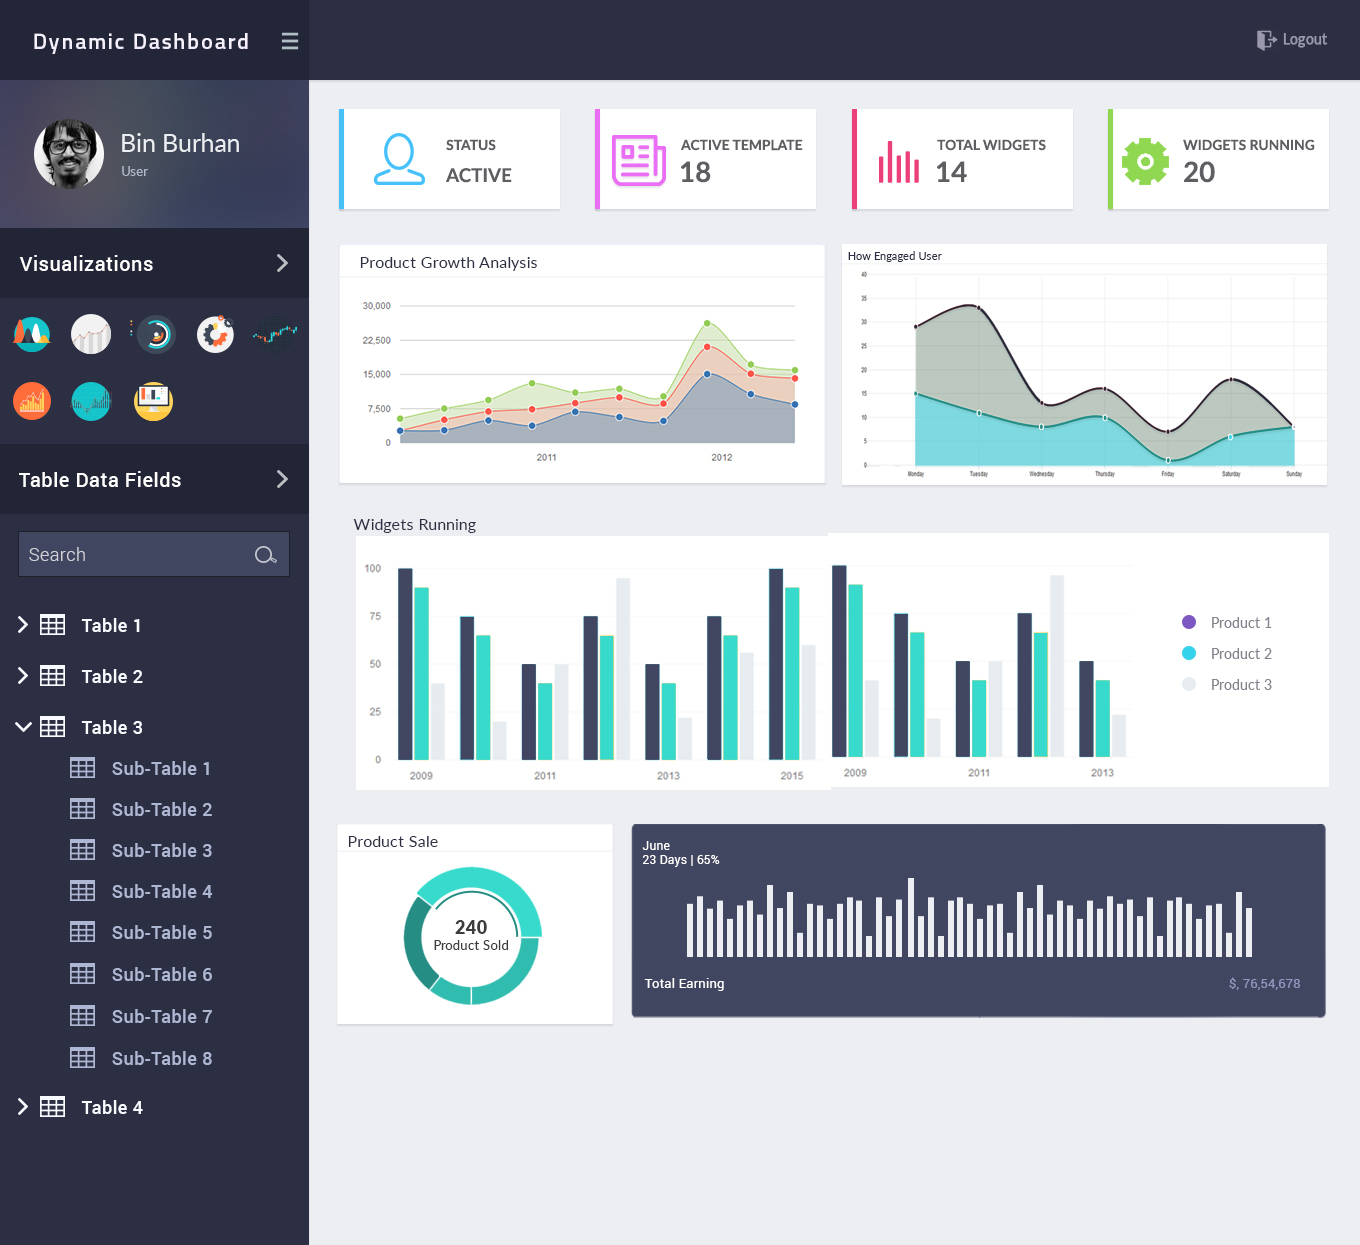 Dynamic Dashboard
Logout
Bin Burhan
User
STATUS
ACTIVE
ACTIVE TEMPLATE
18
TOTAL WIDGETS
14
WIDGETS RUNNING
20
Visualizations
Table Data Fields
Search
Table 1
Table 2
Table 3
Sub-Table 1
Sub-Table 2
Sub-Table 3
Sub-Table 4
Sub-Table 5
Sub-Table 6
Sub-Table 7
Sub-Table 8
Table 4
Product Growth Analysis
30,000
22,500
15,000
7,500
0
2011 2012
How Engaged User
40
35
30
25
20
15
10
5
0
Monday Tuesday Wednesday Thursday Friday Saturday Sunday
Widgets Running
100
75
50
25
0
2009 2011 2013 2015 2009 2011 2013
Product 1
Product 2
Product 3
Product Sale
240
Product Sold
June
23 Days | 65%
Total Earning $, 76,54,678